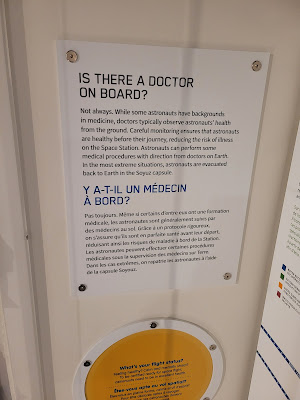 IS THERE A DOCTOR
ON BOARD?
Not always. While some astronauts have backgrounds
in medicine, doctors typically observe astronauts' health
from the ground. Careful monitoring ensures that astronauts
are healthy before their journey, reducing the risk of illness
on the Space Station. Astronauts can perform some
medical procedures with direction from doctors on Earth.
In the most extreme situations, astronauts are evacuated
back to Earth in the Soyuz capsule.
Y A-T-IL UN MÉDECIN
À BORD?
Pas toujours. Même si certains d'entre eux ont une formation
médicale, les astronautes sont généralement suivis par
des médecins au sol. Grâce à un protocole rigoureux,
on s'assure qu'ils sont en parfaite santé avant leur départ,
réduisant ainsi les risques de maladie à bord de la Station.
Les astronautes peuvent effectuer certaines procédures
médicales sous la supervision des médecins sur Terre.
Dans les cas extrêmes, on rapatrie les astronautes à l'aide
de la capsule Soyouz.
What's your flight status?
Êtes-vous apte au vol spatial?